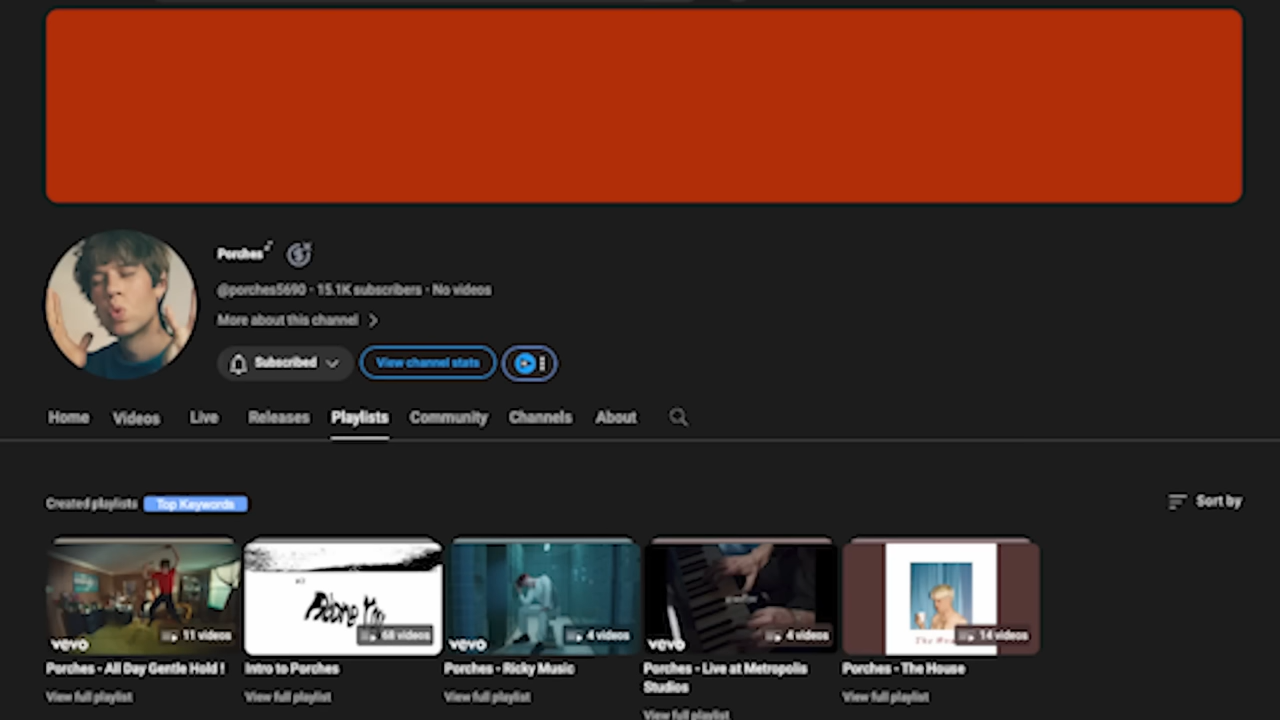 Porches
@porches5690 · 15.1K subscribers · No videos
More about this channel
Subscribed
View channel stats
Home Videos Live Releases Playlists Community Channels About
Created playlists
Top Keywords
Sort by
vevo
11 videos
68 videos
vevo
4 videos
vevo
4 videos
The
14 videos
Porches - All Day Gentle Hold !
View full playlist
Intro to Porches
View full playlist
Porches - Ricky Music
View full playlist
Porches - Live at Metropolis
Studios
View full playlist
Porches - The House
View full playlist